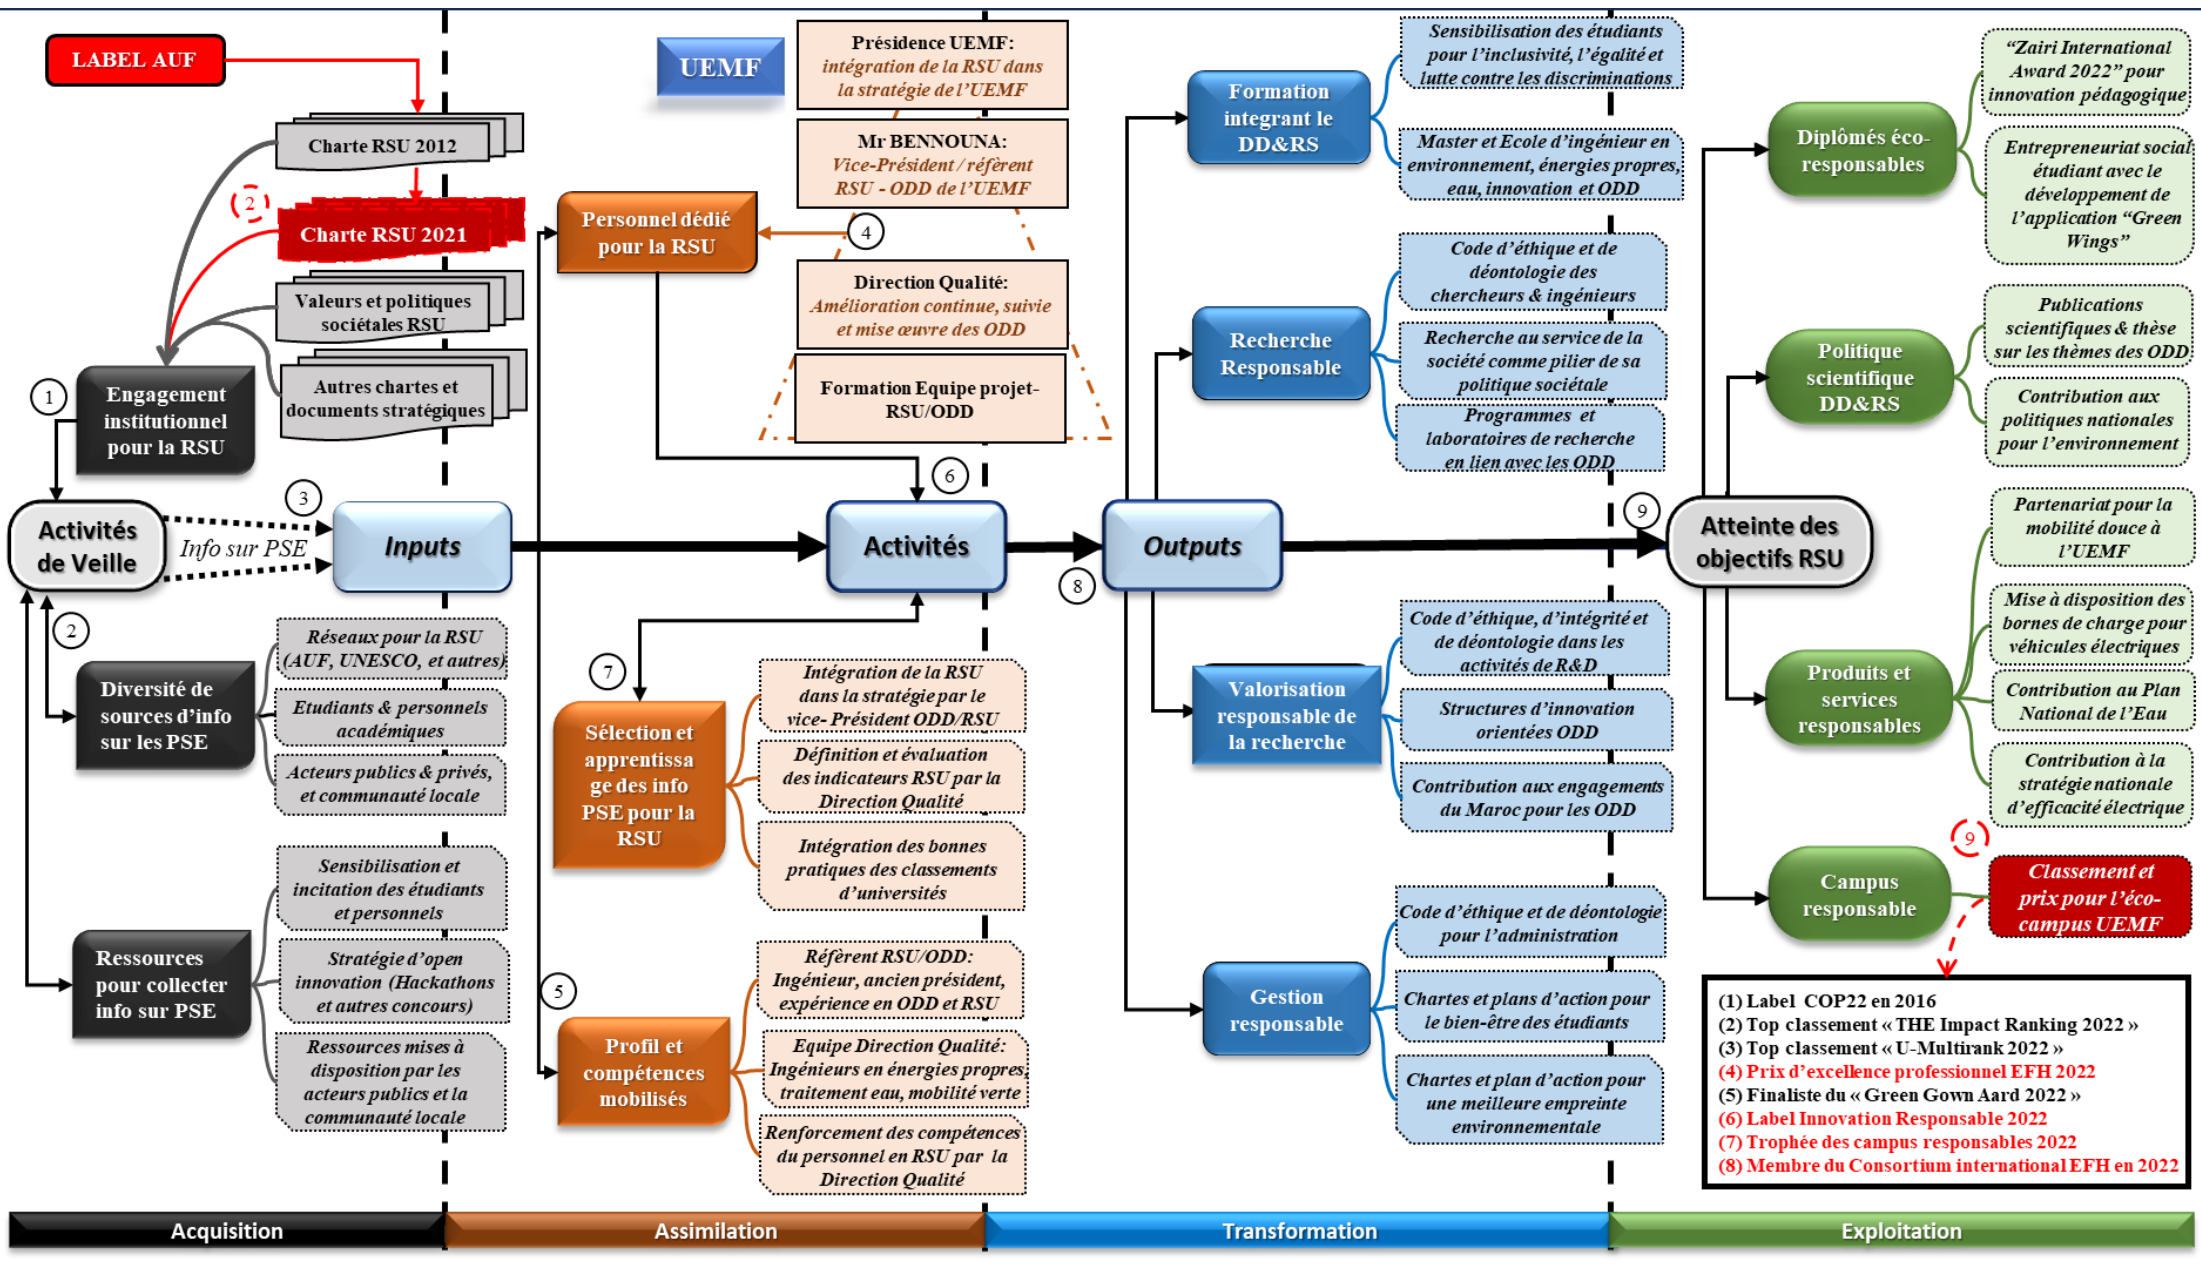 LABEL AUF
Charte RSU 2012
2
Charte RSU 2021
Valeurs et politiques
sociétales RSU
Autres chartes et
documents stratégiques
1
Engagement
institutionnel
pour la RSU
Activités
de Veille
3
Info sur PSE
Inputs
2
Diversité de
sources d’info
sur les PSE
Réseaux pour la RSU
(AUF, UNESCO, et autres)
Etudiants & personnels
académiques
Acteurs publics & privés,
et communauté locale
Ressources
pour collecter
info sur PSE
Sensibilisation et
incitation des étudiants
et personnels
Stratégie d’open
innovation (Hackathons
et autres concours)
Ressources mises à
disposition par les
acteurs publics et la
communauté locale
UEMF
Présidence UEMF:
intégration de la RSU dans
la stratégie de l’UEMF
Mr BENNOUNA:
Vice-Président / référent
RSU - ODD de l’UEMF
Personnel dédié
pour la RSU
4
Direction Qualité:
Amélioration continue, suivie
et mise œuvre des ODD
Formation Equipe projet-
RSU/ODD
6
Activités
7
Sélection et
apprentissa
ge des info
PSE pour la
RSU
Intégration de la RSU
dans la stratégie par le
vice- Président ODD/RSU
Définition et évaluation
des indicateurs RSU par la
Direction Qualité
Intégration des bonnes
pratiques des classements
d’universités
5
Profil et
compétences
mobilisés
Réfèrent RSU/ODD:
Ingénieur, ancien président,
expérience en ODD et RSU
Equipe Direction Qualité:
Ingénieurs en énergies propres,
traitement eau, mobilité verte
Renforcement des compétences
du personnel en RSU par la
Direction Qualité
8
Outputs
Formation
integrant le
DD&RS
Sensibilisation des étudiants
pour l’inclusivité, l’égalité et
lutte contre les discriminations
Master et Ecole d’ingénieur en
environnement, énergies propres,
eau, innovation et ODD
Recherche
Responsable
Code d’éthique et de
déontologie des
chercheurs & ingénieurs
Recherche au service de la
société comme pilier de sa
politique sociétale
Programmes et
laboratoires de recherche
en lien avec les ODD
Valorisation
responsable de
la recherche
Code d’éthique, d’intégrité et
de déontologie dans les
activités de R&D
Structures d’innovation
orientées ODD
Contribution aux engagements
du Maroc pour les ODD
Gestion
responsable
Code d’éthique et de déontologie
pour l’administration
Chartes et plans d’action pour
le bien-être des étudiants
Chartes et plan d’action pour
une meilleure empreinte
environnementale
9
Atteinte des
objectifs RSU
Diplômés éco-
responsables
“Zairi International
Award 2022” pour
innovation pédagogique
Entrepreneuriat social
étudiant avec le
développement de
l’application “Green
Wings”
Politique
scientifique
DD&RS
Publications
scientifiques & thèse
sur les thèmes des ODD
Contribution aux
politiques nationales
pour l’environnement
Produits et
services
responsables
Partenariat pour la
mobilité douce à
l’UEMF
Mise à disposition des
bornes de charge pour
véhicules électriques
Contribution au Plan
National de l’Eau
Contribution à la
stratégie nationale
d’efficacité électrique
9
Campus
responsable
Classement et
prix pour l’éco-
campus UEMF
(1) Label COP22 en 2016
(2) Top classement « THE Impact Ranking 2022 »
(3) Top classement « U-Multirank 2022 »
(4) Prix d’excellence professionnel EFH 2022
(5) Finaliste du « Green Gown Aard 2022 »
(6) Label Innovation Responsable 2022
(7) Trophée des campus responsables 2022
(8) Membre du Consortium international EFH en 2022
Acquisition
Assimilation
Transformation
Exploitation